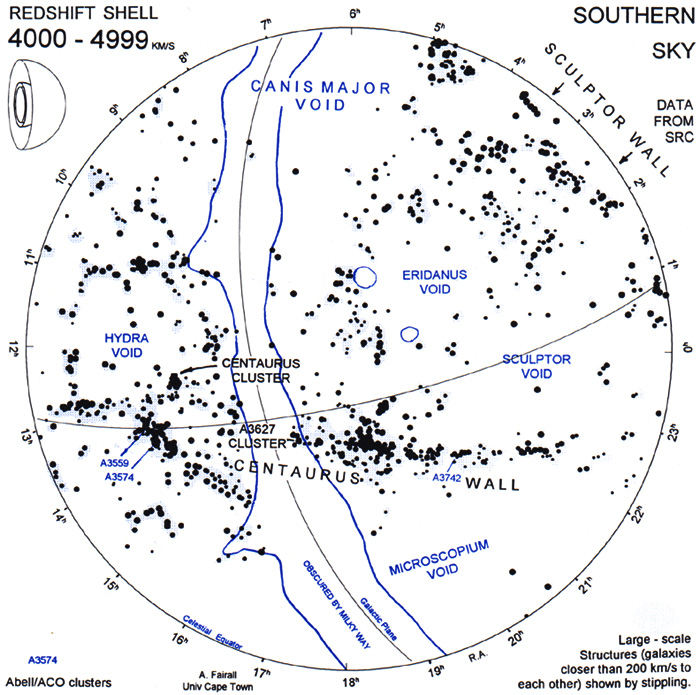 REDSHIFT SHELL
4000 - 4999 KM/S
SOUTHERN
SKY
DATA
FROM
SRC
SCULPTOR WALL
7h
6h
5h
8h
4h
9h
3h
10h
2h
11h
1h
12h
0h
13h
23h
14h
22h
15h
21h
16h
20h
17h
18h
19h
R.A.
CANIS MAJOR
VOID
ERIDANUS
VOID
HYDRA
VOID
CENTAURUS
CLUSTER
SCULPTOR
VOID
A3627
CLUSTER
A3559
A3574
CENTAURUS
WALL
A3742
MICROSCOPIUM
VOID
OBSCURED BY MILKY WAY
Galactic Plane
Celestial Equator
A3574
Abell/ACO clusters
A. Fairall
Univ Cape Town
Large - scale
Structures (galaxies
closer than 200 km/s to
each other) shown by stippling.